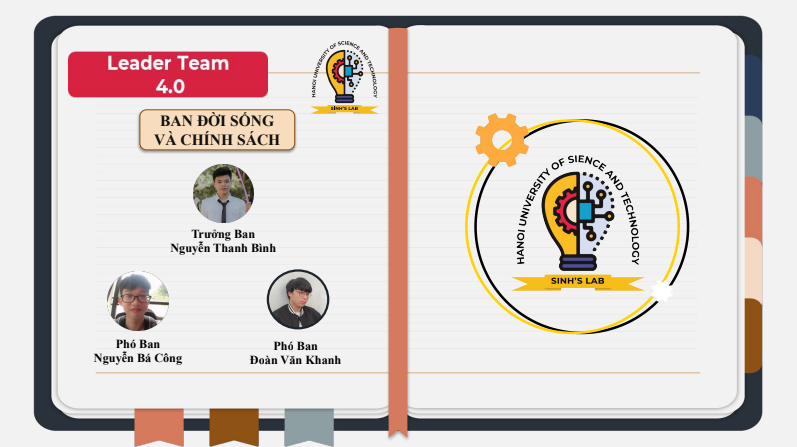 Leader Team
4.0
HANOI UNIVERSITY OF SCIENCE AND TECHNOLOGY
SINH'S LAB
BAN ĐỜI SỐNG
VÀ CHÍNH SÁCH
Trưởng Ban
Nguyễn Thanh Bình
Phó Ban
Nguyễn Bá Công
Phó Ban
Đoàn Văn Khanh
HANOI UNIVERSITY OF SIENCE AND TECHNOLOGY
SINH'S LAB